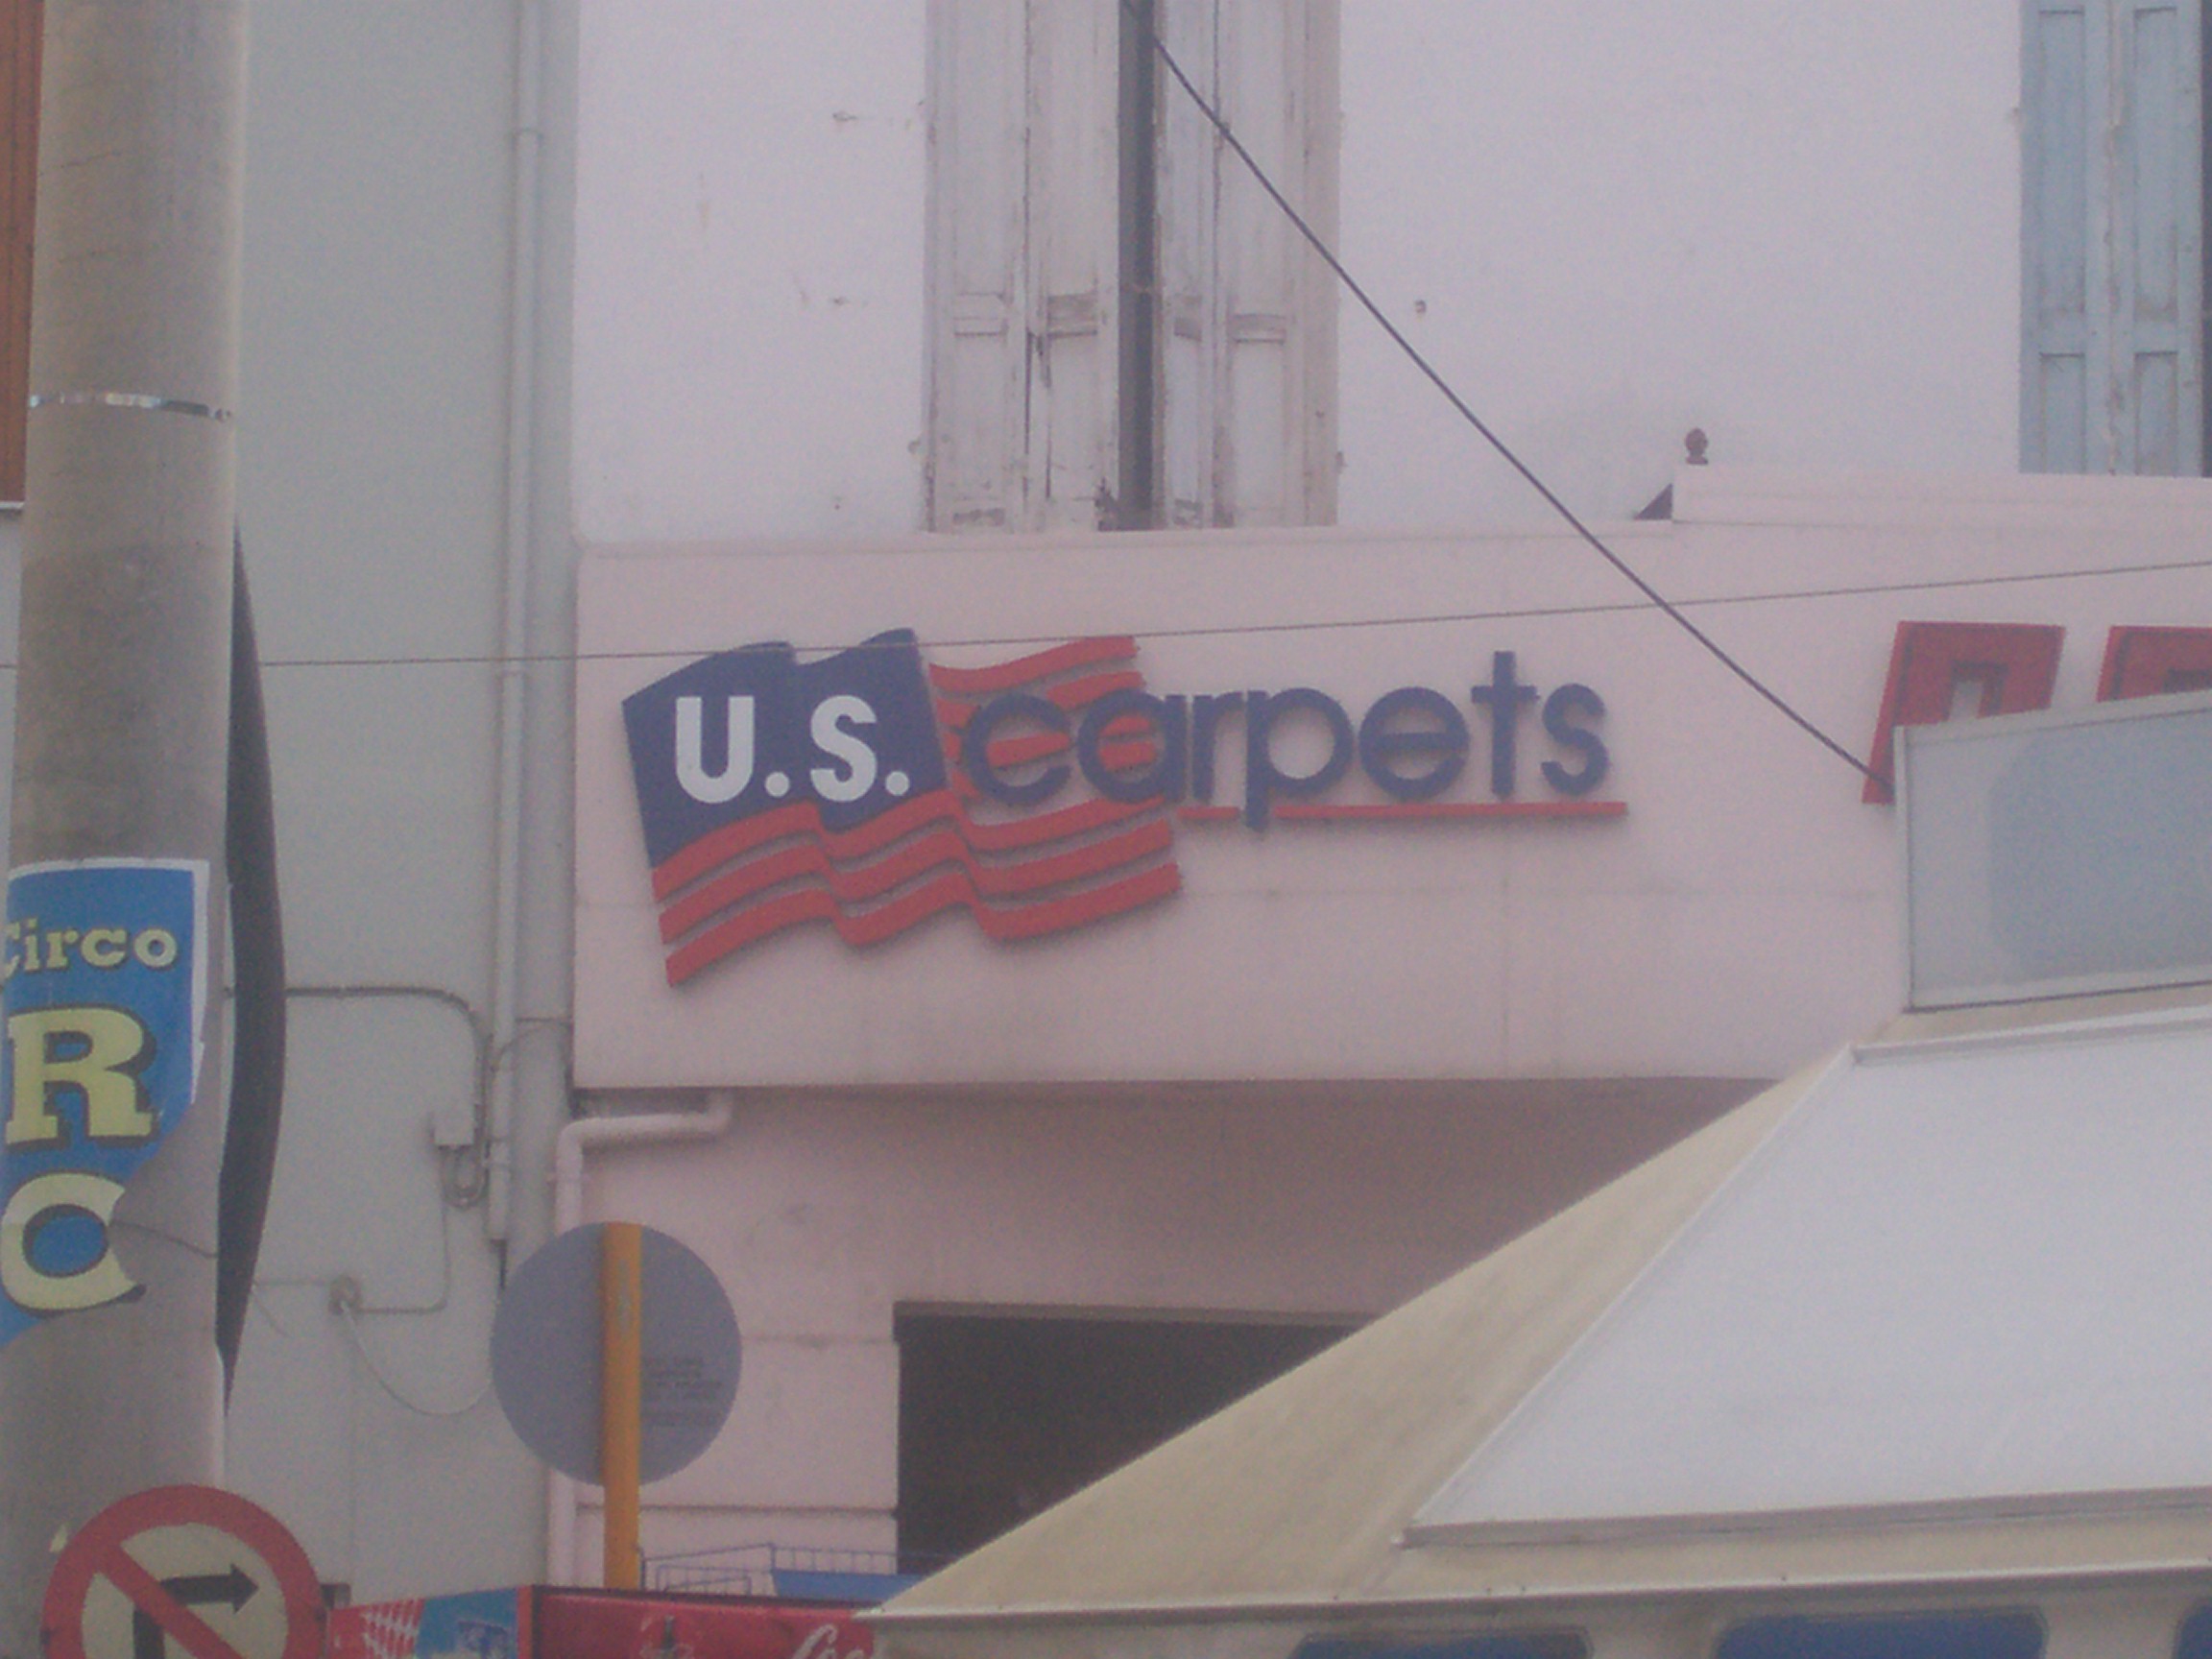 U.S. carpets
Circo
R
C